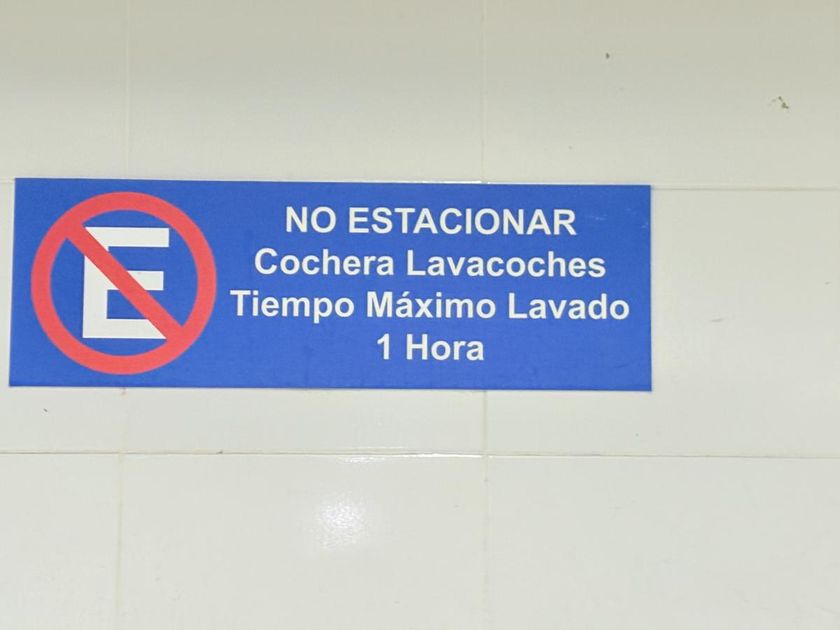 E
NO ESTACIONAR
Cochera Lavacoches
Tiempo Máximo Lavado
1 Hora